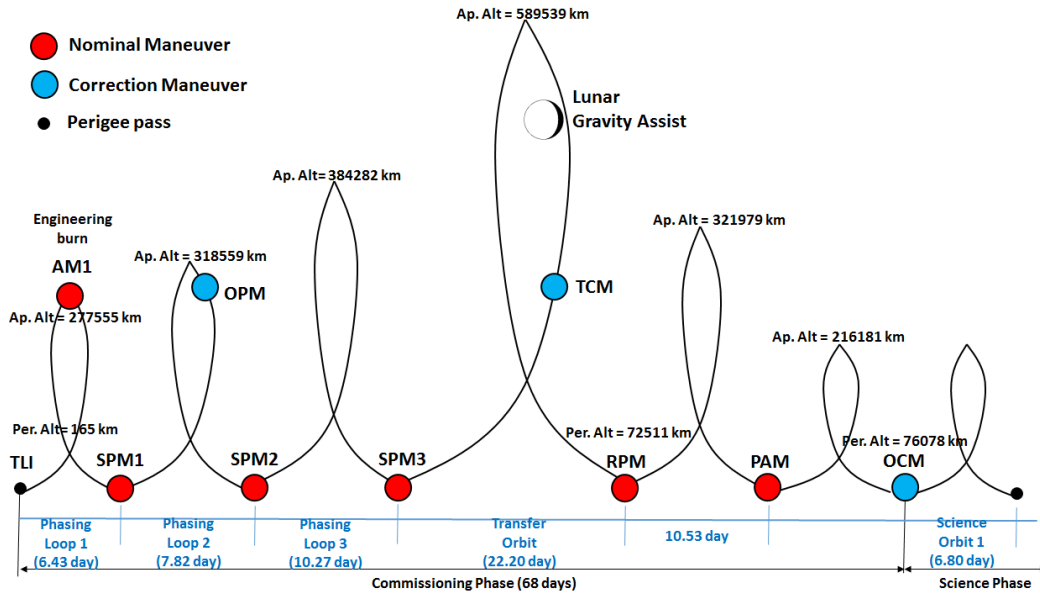 Ap. Alt = 589539 km
Nominal Maneuver
Correction Maneuver
Perigee pass
Lunar
Gravity Assist
Ap. Alt= 384282 km
Engineering
burn
AM1
Ap. Alt = 277555 km
Ap. Alt = 318559 km
OPM
TCM
Ap. Alt = 321979 km
Ap. Alt = 216181 km
Per. Alt= 165 km
TLI
SPM1
SPM2
SPM3
Per. Alt = 72511 km
RPM
PAM
Per. Alt = 76078 km
OCM
Phasing
Loop 1
(6.43 day)
Phasing
Loop 2
(7.82 day)
Phasing
Loop 3
(10.27 day)
Transfer
Orbit
(22.20 day)
10.53 day
Science
Orbit 1
(6.80 day)
Commissioning Phase (68 days)
Science Phase